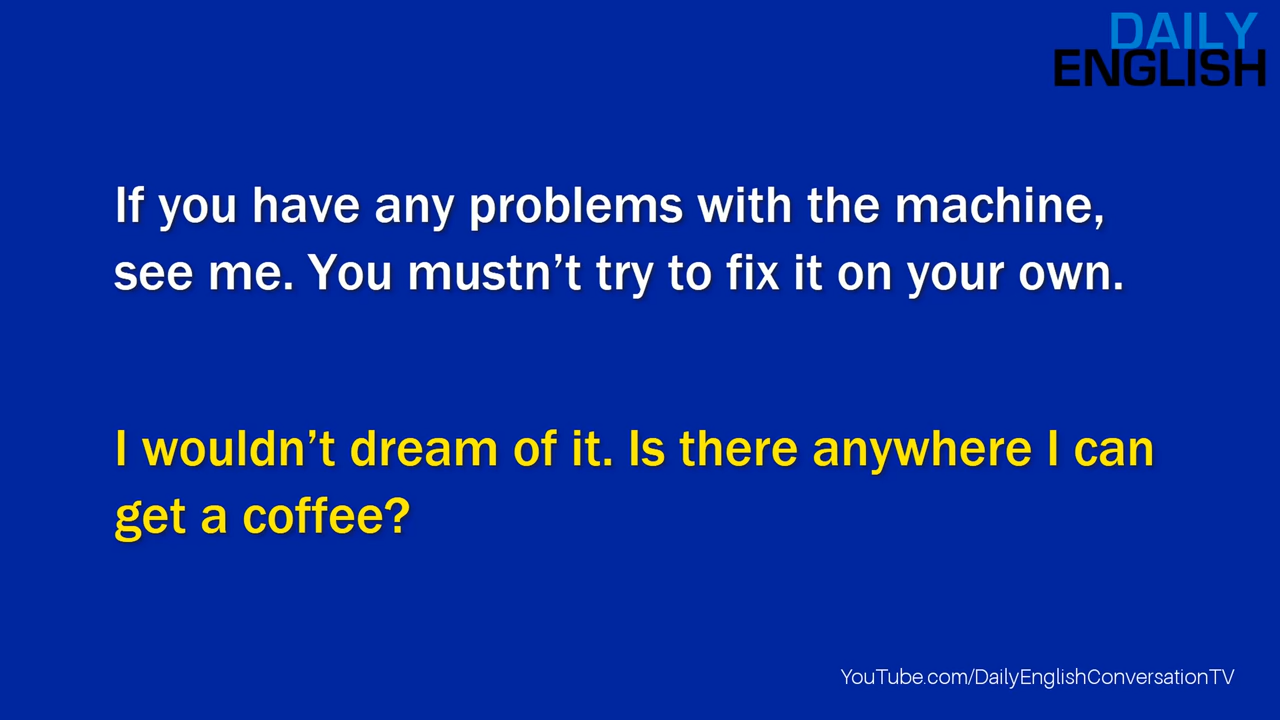 DAILY
ENGLISH
If you have any problems with the machine,
see me. You mustn’t try to fix it on your own.
I wouldn’t dream of it. Is there anywhere I can
get a coffee?
YouTube.com/DailyEnglishConversationTV